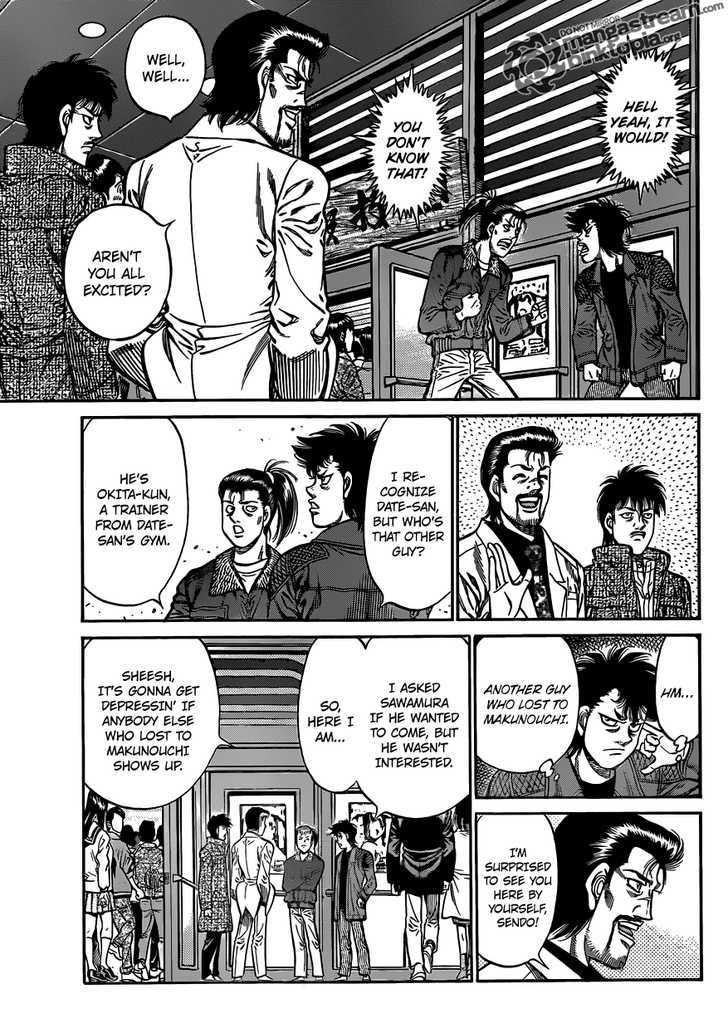 DO NOT MIRROR
mangastream.com
binktopia.com
HELL
YEAH, IT
WOULD!
YOU
DON'T
KNOW
THAT!
WELL,
WELL...
AREN'T
YOU ALL
EXCITED?
I RE-
COGNIZE
DATE-SAN,
BUT WHO'S
THAT OTHER
GUY?
HE'S
OKITA-KUN,
A TRAINER
FROM DATE-
SAN'S GYM.
HM...
ANOTHER GUY
WHO LOST TO
MAKUNOUCHI.
I'M
SURPRISED
TO SEE YOU
HERE BY
YOURSELF,
SENDO!
I ASKED
SAWAMURA
IF HE WANTED
TO COME, BUT
HE WASN'T
INTERESTED.
SO,
HERE I
AM...
SHEESH,
IT'S GONNA GET
DEPRESSIN' IF
ANYBODY ELSE
WHO LOST TO
MAKUNOUCHI
SHOWS UP.